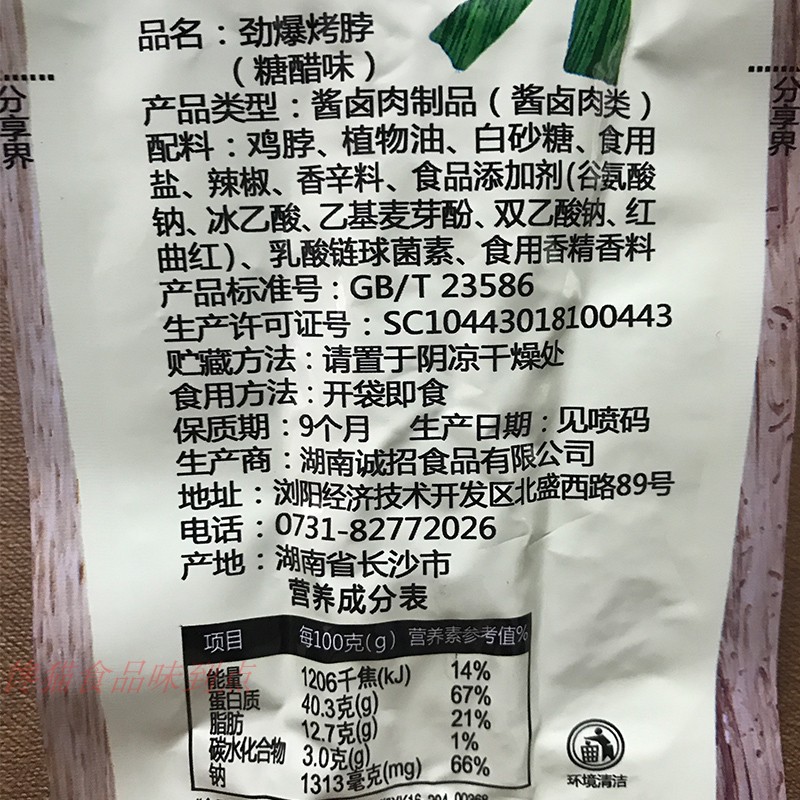 品名：劲爆烤脖
（糖醋味）
产品类型：酱卤肉制品（酱卤肉类）
配料：鸡脖、植物油、白砂糖、食用
盐、辣椒、香辛料、食品添加剂(谷氨酸
钠、冰乙酸、乙基麦芽酚、双乙酸钠、红
曲红)、乳酸链球菌素、食用香精香料
产品标准号：GB/T 23586
生产许可证号：SC10443018100443
贮藏方法：请置于阴凉干燥处
食用方法：开袋即食
保质期：9个月 生产日期：见喷码
生产商：湖南诚招食品有限公司
地址：浏阳经济技术开发区北盛西路89号
电话：0731-82772026
产地：湖南省长沙市
营养成分表
项目 每100克(g) 营养素参考值%
能量 1206千焦(kJ) 14%
蛋白质 40.3克(g) 67%
脂肪 12.7克(g) 21%
碳水化合物 3.0克(g) 1%
钠 1313毫克(mg) 66%
环境清洁
分享界
分享界